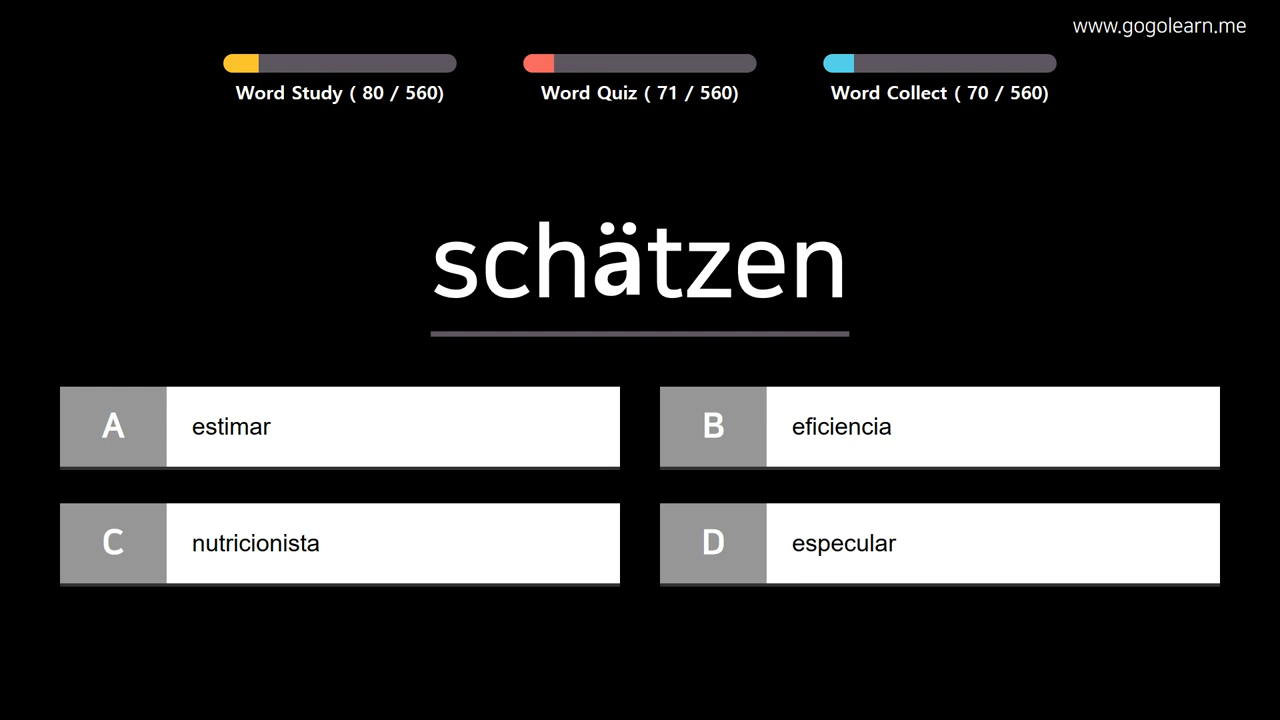 www.gogolearn.me
Word Study ( 80 / 560)
Word Quiz ( 71 / 560)
Word Collect ( 70 / 560)
schätzen
A
estimar
B
eficiencia
C
nutricionista
D
especular